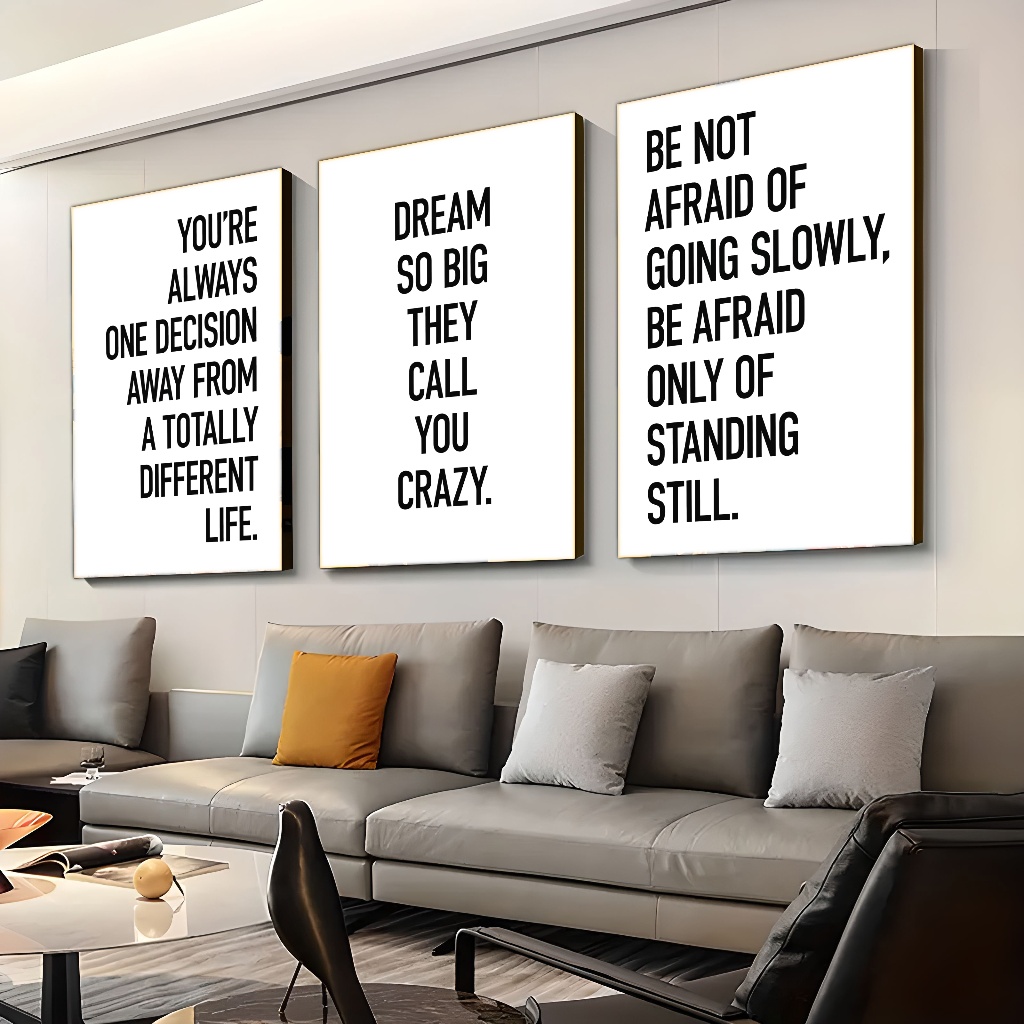 YOU'RE
ALWAYS
ONE DECISION
AWAY FROM
A TOTALLY
DIFFERENT
LIFE.
DREAM
SO BIG
THEY
CALL
YOU
CRAZY.
BE NOT
AFRAID OF
GOING SLOWLY,
BE AFRAID
ONLY OF
STANDING
STILL.